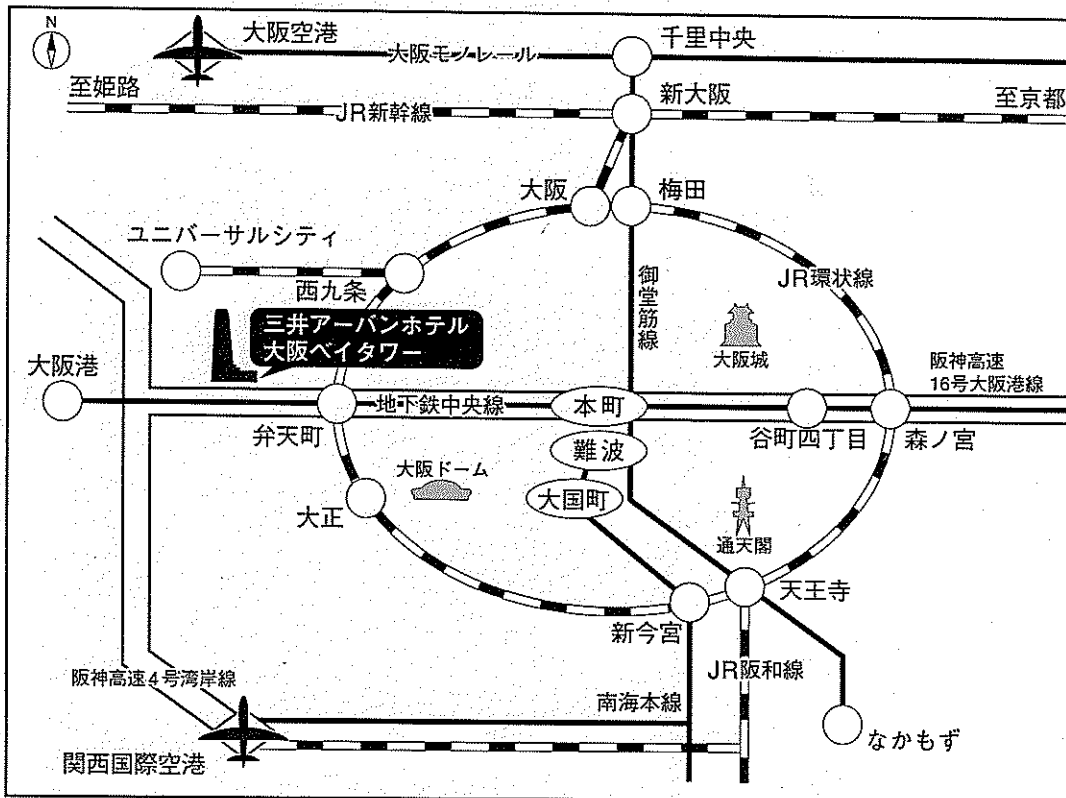 N
大阪空港
大阪モノレール
千里中央
至姫路
JR新幹線
新大阪
至京都
大阪
梅田
ユニバーサルシティ
西九条
御堂筋線
JR環状線
三井アーバンホテル
大阪ベイタワー
大阪城
大阪港
阪神高速
16号大阪港線
地下鉄中央線
本町
弁天町
谷町四丁目
森ノ宮
難波
大阪ドーム
大国町
大正
通天閣
天王寺
新今宮
JR阪和線
阪神高速4号湾岸線
南海本線
なかもず
関西国際空港